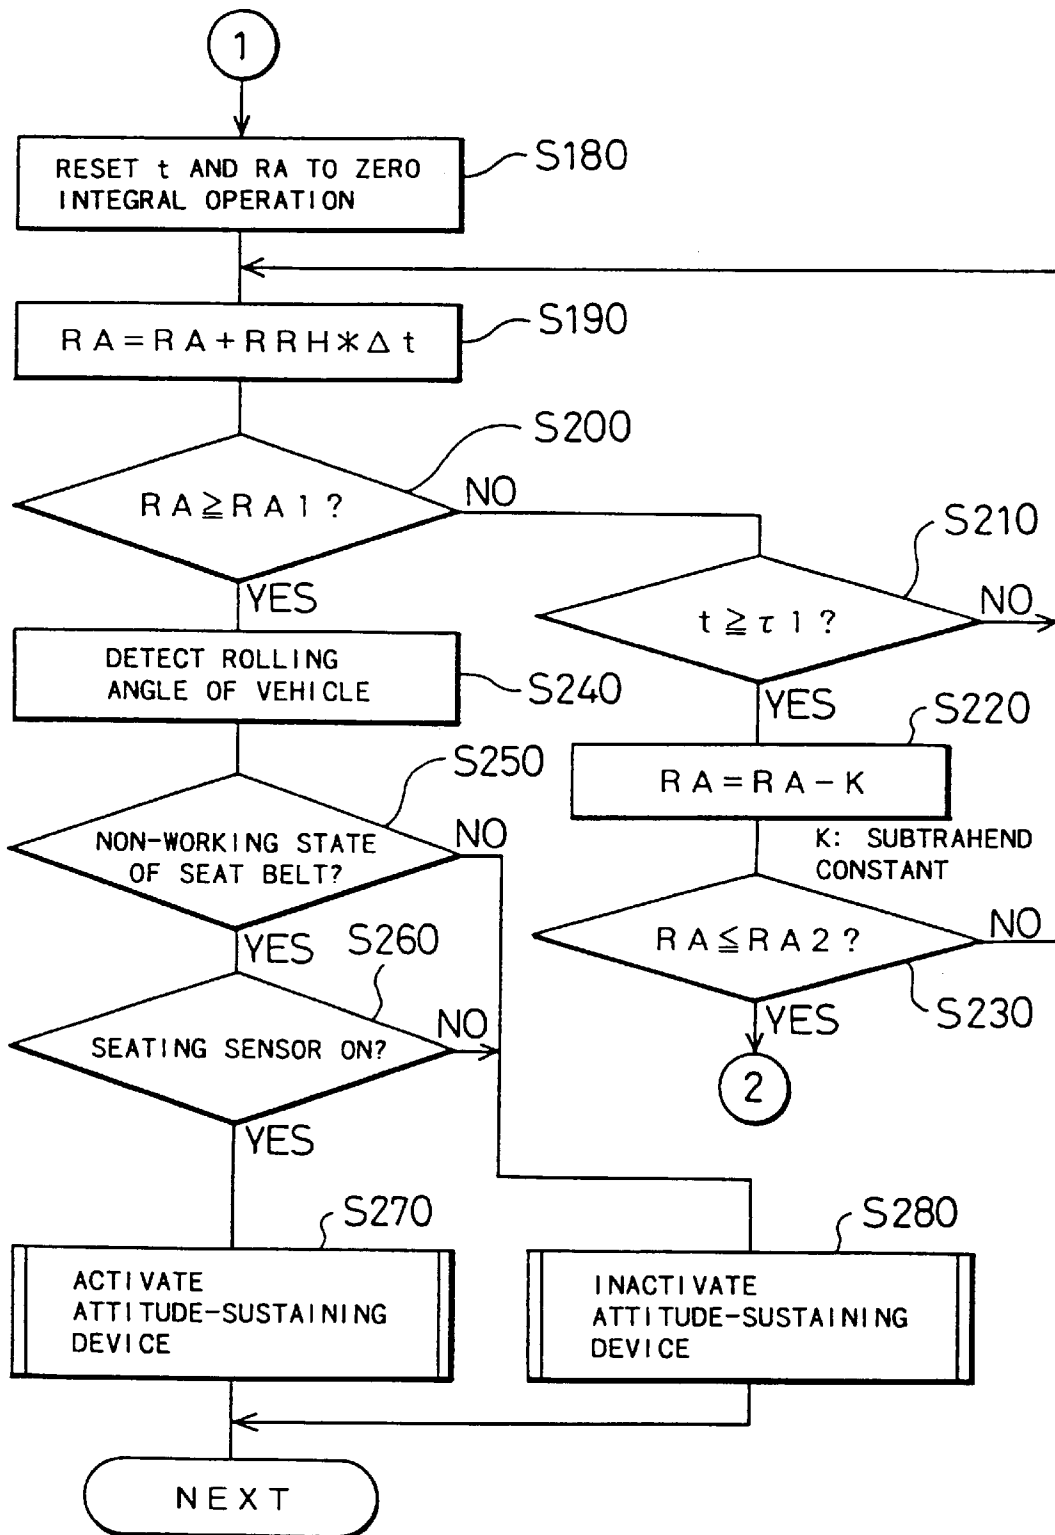 1
RESET t AND RA TO ZERO
INTEGRAL OPERATION
S180
RA=RA+RRH*Δt
S190
S200
RA≧RA1?
NO
YES
S210
t≧τ1?
NO
YES
DETECT ROLLING
ANGLE OF VEHICLE
S240
S220
RA=RA-K
K: SUBTRAHEND
CONSTANT
S250
NON-WORKING STATE
OF SEAT BELT?
NO
YES
RA≦RA2?
NO
S230
YES
2
S260
SEATING SENSOR ON?
NO
YES
S270
ACTIVATE
ATTITUDE-SUSTAINING
DEVICE
S280
INACTIVATE
ATTITUDE-SUSTAINING
DEVICE
NEXT